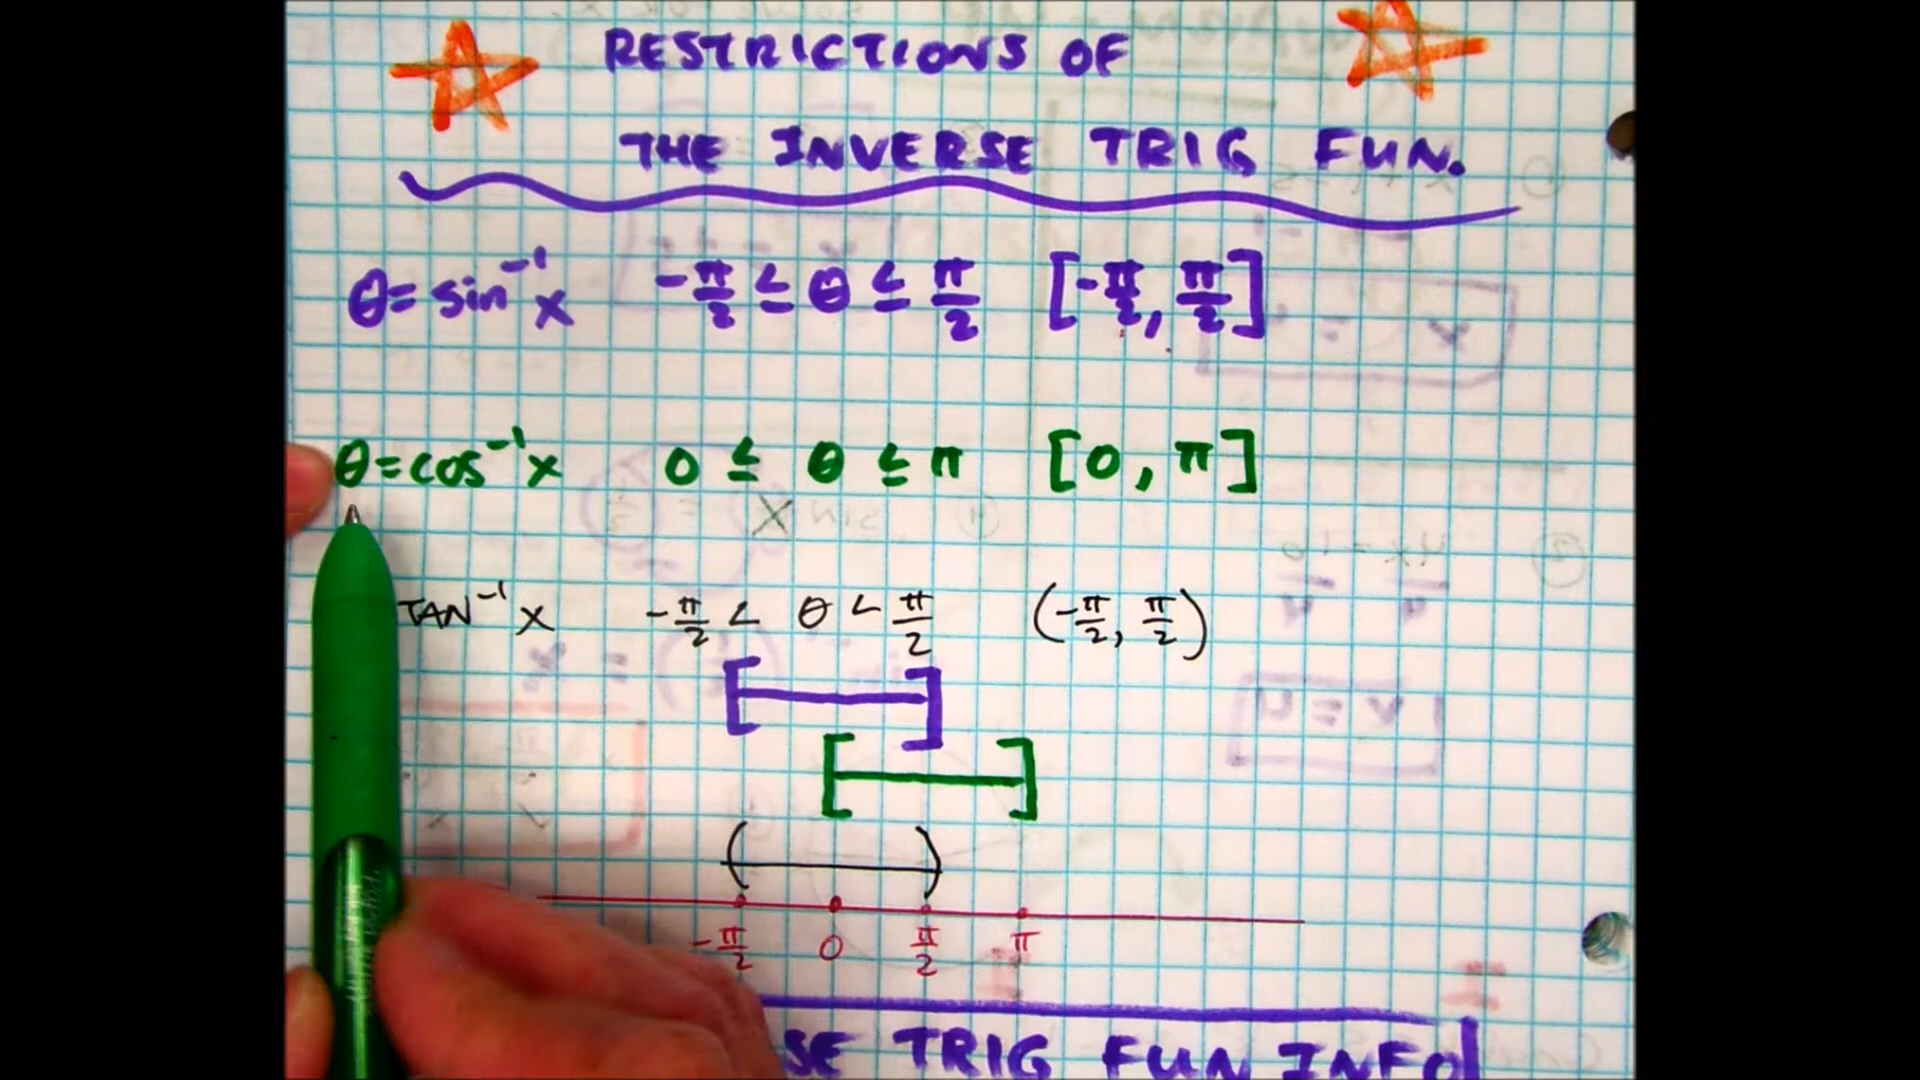 RESTRICTIONS OF
THE INVERSE TRIG FUN.
θ = sin⁻¹x -π/2 ≤ θ ≤ π/2 [-π/2, π/2]
θ = cos⁻¹x 0 ≤ θ ≤ π [0, π]
TAN⁻¹ x -π/2 < θ < π/2 (-π/2, π/2)
-π/2 0 π/2 π
SE TRIG FUN INFO